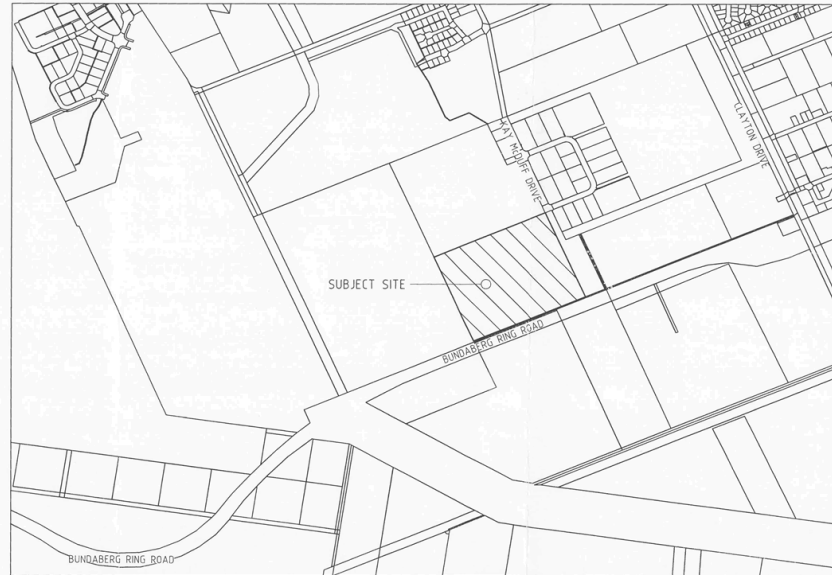 KAY McDUFF DRIVE
CLAYTON DRIVE
SUBJECT SITE
BUNDABERG RING ROAD
BUNDABERG RING ROAD